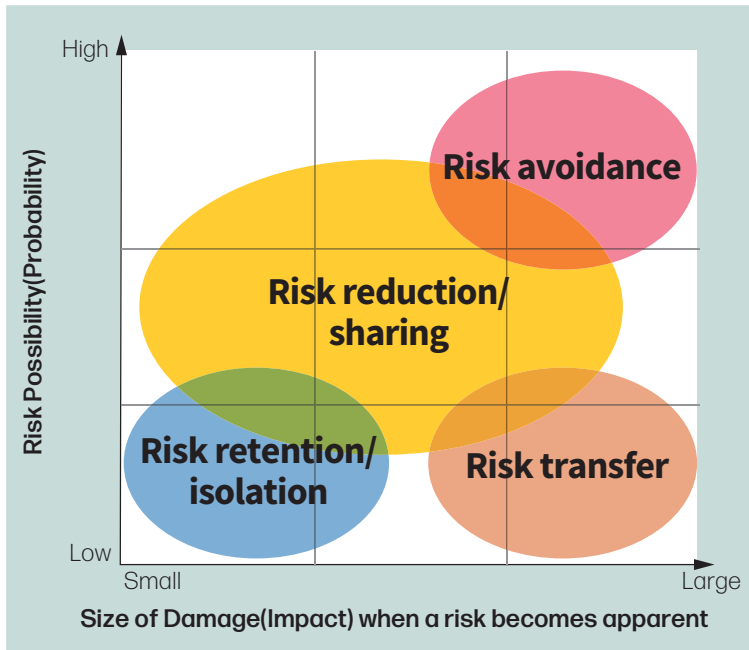 High
Risk Possibility(Probability)
Risk avoidance
Risk reduction/
sharing
Risk retention/
isolation
Risk transfer
Low
Small
Large
Size of Damage(Impact) when a risk becomes apparent